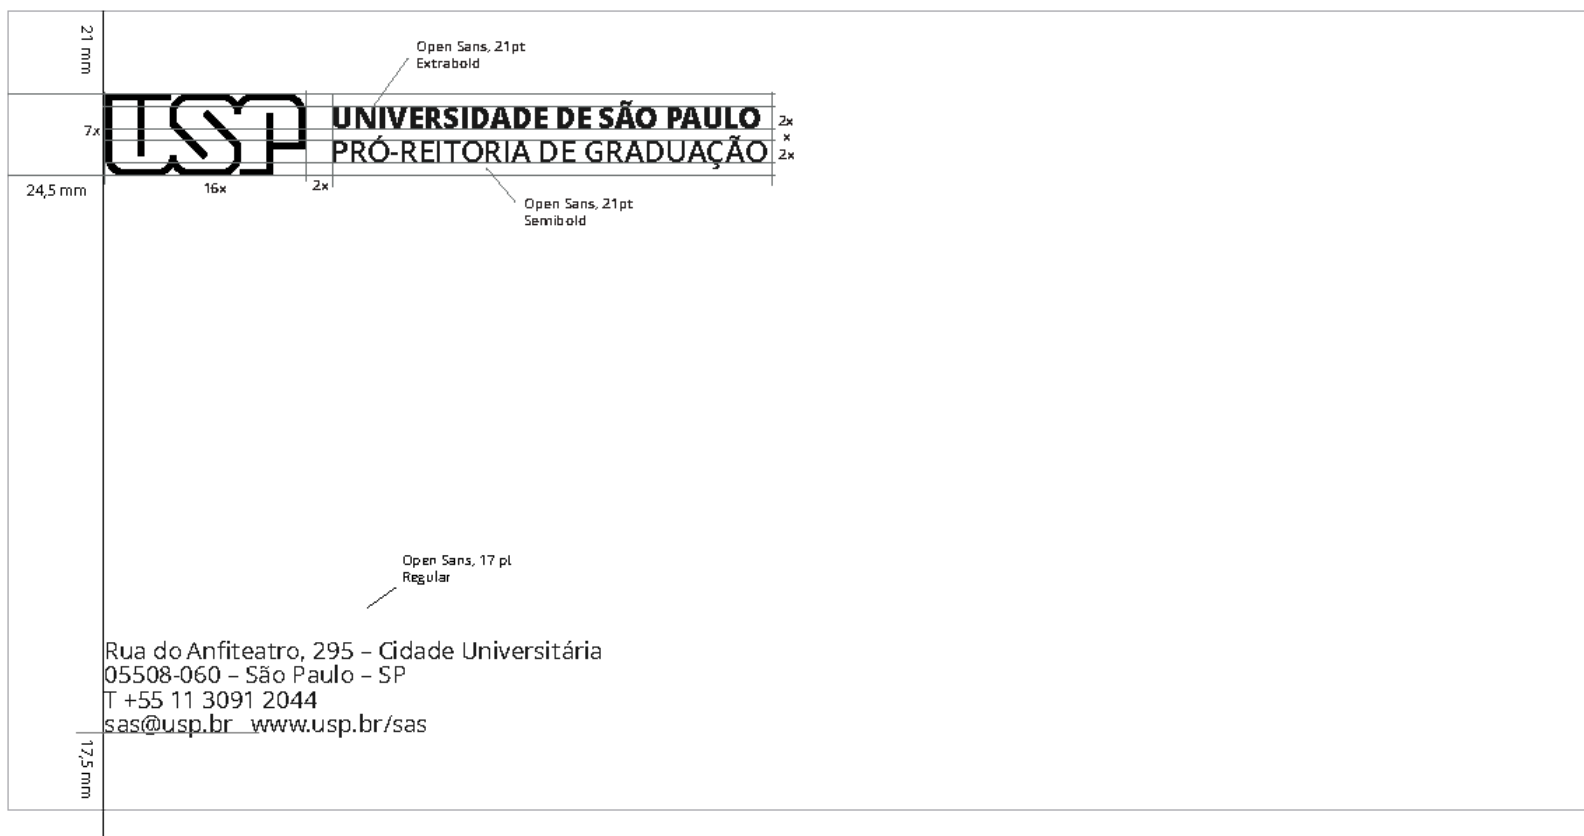 21 mm
Open Sans, 21pt
Extrabold
USP
UNIVERSIDADE DE SÃO PAULO
PRÓ-REITORIA DE GRADUAÇÃO
7x
2x
x
2x
24,5 mm
16x
2x
Open Sans, 21pt
Semibold
Open Sans, 17 pt
Regular
Rua do Anfiteatro, 295 – Cidade Universitária
05508-060 – São Paulo – SP
T +55 11 3091 2044
sas@usp.br www.usp.br/sas
17,5 mm